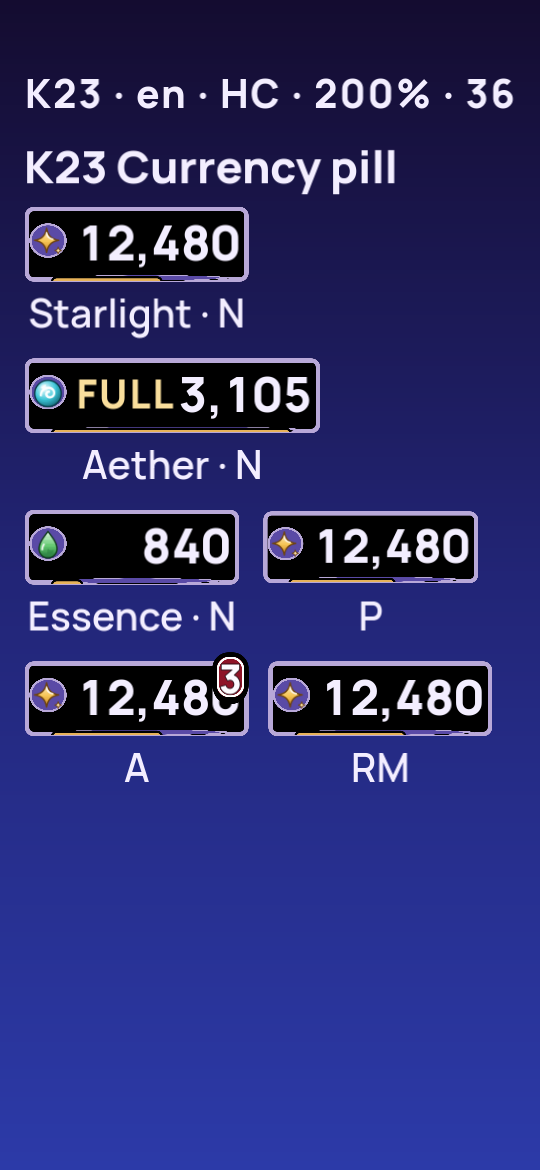 K23 · en · HC · 200% · 36
K23 Currency pill
12,480
Starlight · N
FULL 3,105
Aether · N
840 12,480
Essence · N P
12,480 3 12,480
A RM